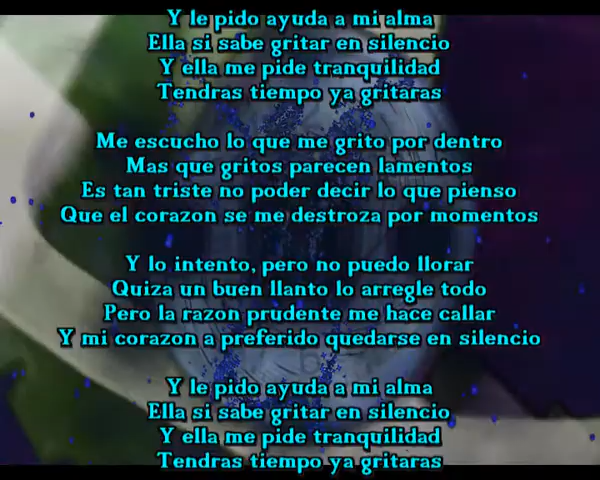 Y le pido ayuda a mi alma
Ella si sabe gritar en silencio
Y ella me pide tranquilidad
Tendras tiempo ya gritaras
Me escucho lo que me grito por dentro
Mas que gritos parecen lamentos
Es tan triste no poder decir lo que pienso
Que el corazon se me destroza por momentos
Y lo intento, pero no puedo llorar
Quiza un buen llanto lo arregle todo
Pero la razon prudente me hace callar
Y mi corazon a preferido quedarse en silencio
Y le pido ayuda a mi alma
Ella si sabe gritar en silencio
Y ella me pide tranquilidad
Tendras tiempo ya gritaras